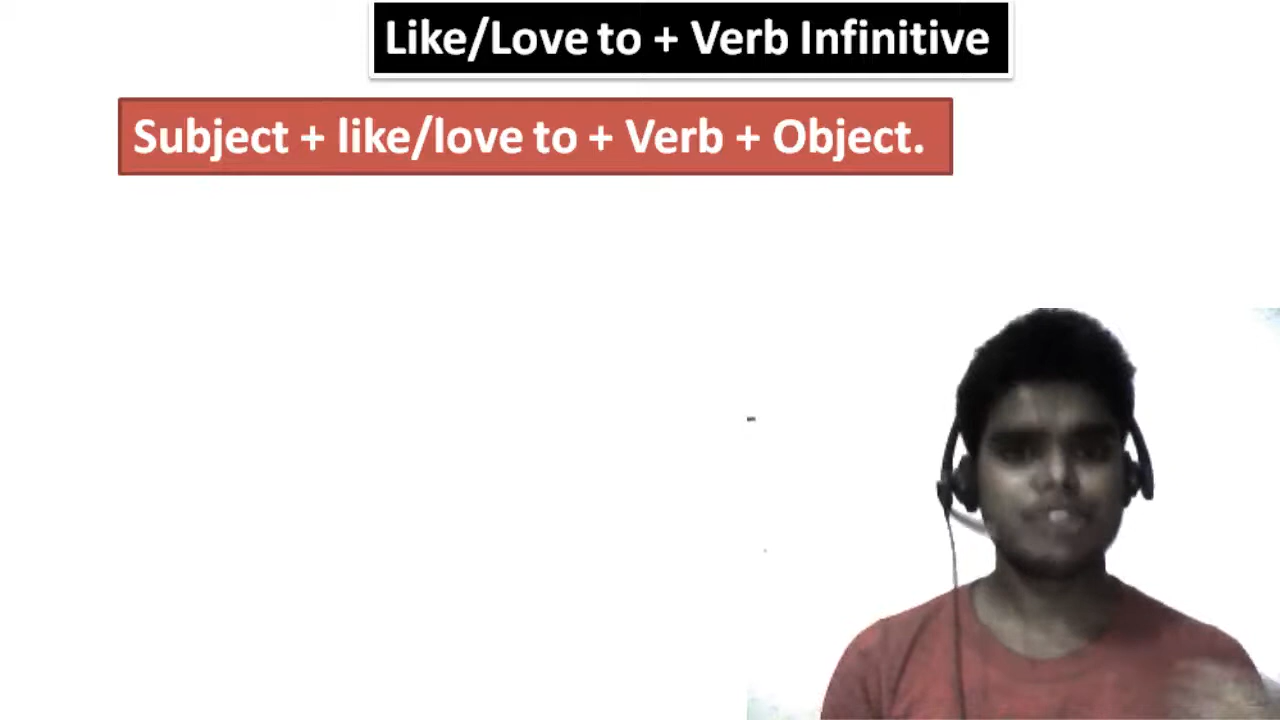 Like/Love to + Verb Infinitive
Subject + like/love to + Verb + Object.